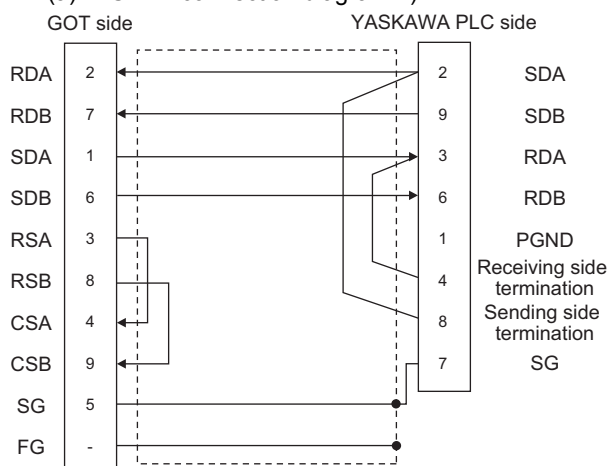 GOT side YASKAWA PLC side
RDA 2 2 SDA
RDB 7 9 SDB
SDA 1 3 RDA
SDB 6 6 RDB
RSA 3 1 PGND
RSB 8 4 Receiving side
termination
CSA 4 8 Sending side
termination
CSB 9 7 SG
SG 5
FG -